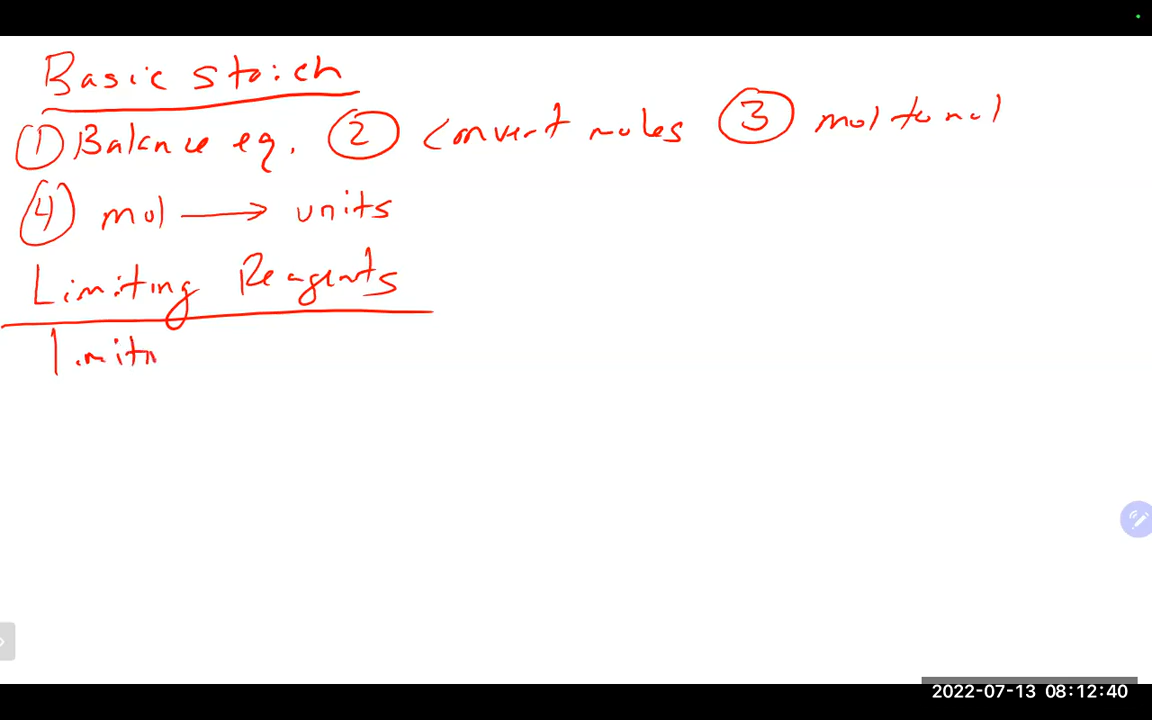 Basic stoich
① Balance eq. ② convert moles ③ mol to mol
④ mol → units
Limiting Reagents
limitn
2022-07-13 08:12:40